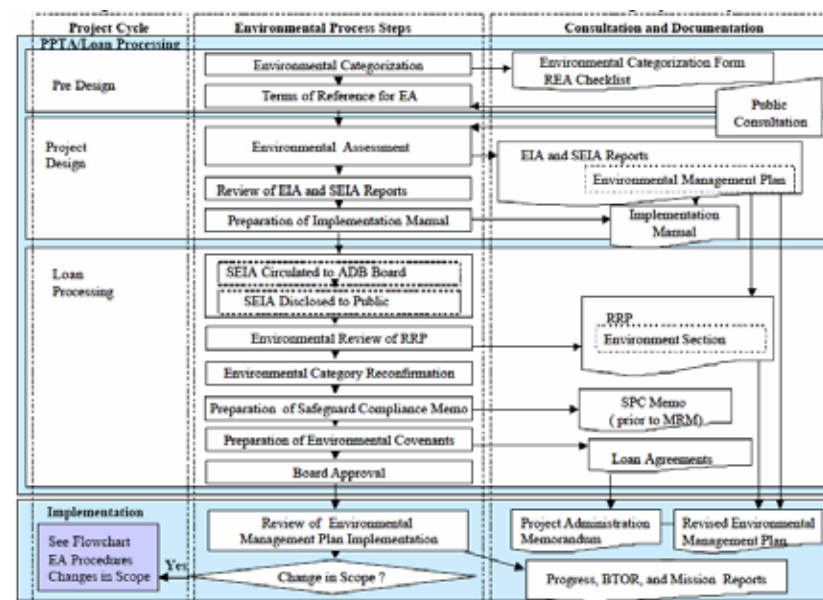 Project Cycle
Environmental Process Steps
Consultation and Documentation
PPTA/Loan Processing
Pre Design
Environmental Categorization
Terms of Reference for EA
Environmental Categorization Form
REA Checklist
Public
Consultation
Project
Design
Environmental Assessment
Review of EIA and SEIA Reports
Preparation of Implementation Manual
EIA and SEIA Reports
Environmental Management Plan
Implementation
Manual
Loan
Processing
SEIA Circulated to ADB Board
SEIA Disclosed to Public
Environmental Review of RRP
Environmental Category Reconfirmation
Preparation of Safeguard Compliance Memo
Preparation of Environmental Covenants
Board Approval
RRP
Environment Section
SPC Memo
( prior to MRM)
Loan Agreements
Implementation
See Flowchart
EA Procedures
Changes in Scope
Yes
Review of Environmental
Management Plan Implementation
Change in Scope ?
Project Administration
Memorandum
Revised Environmental
Management Plan
Progress, BTOR, and Mission Reports